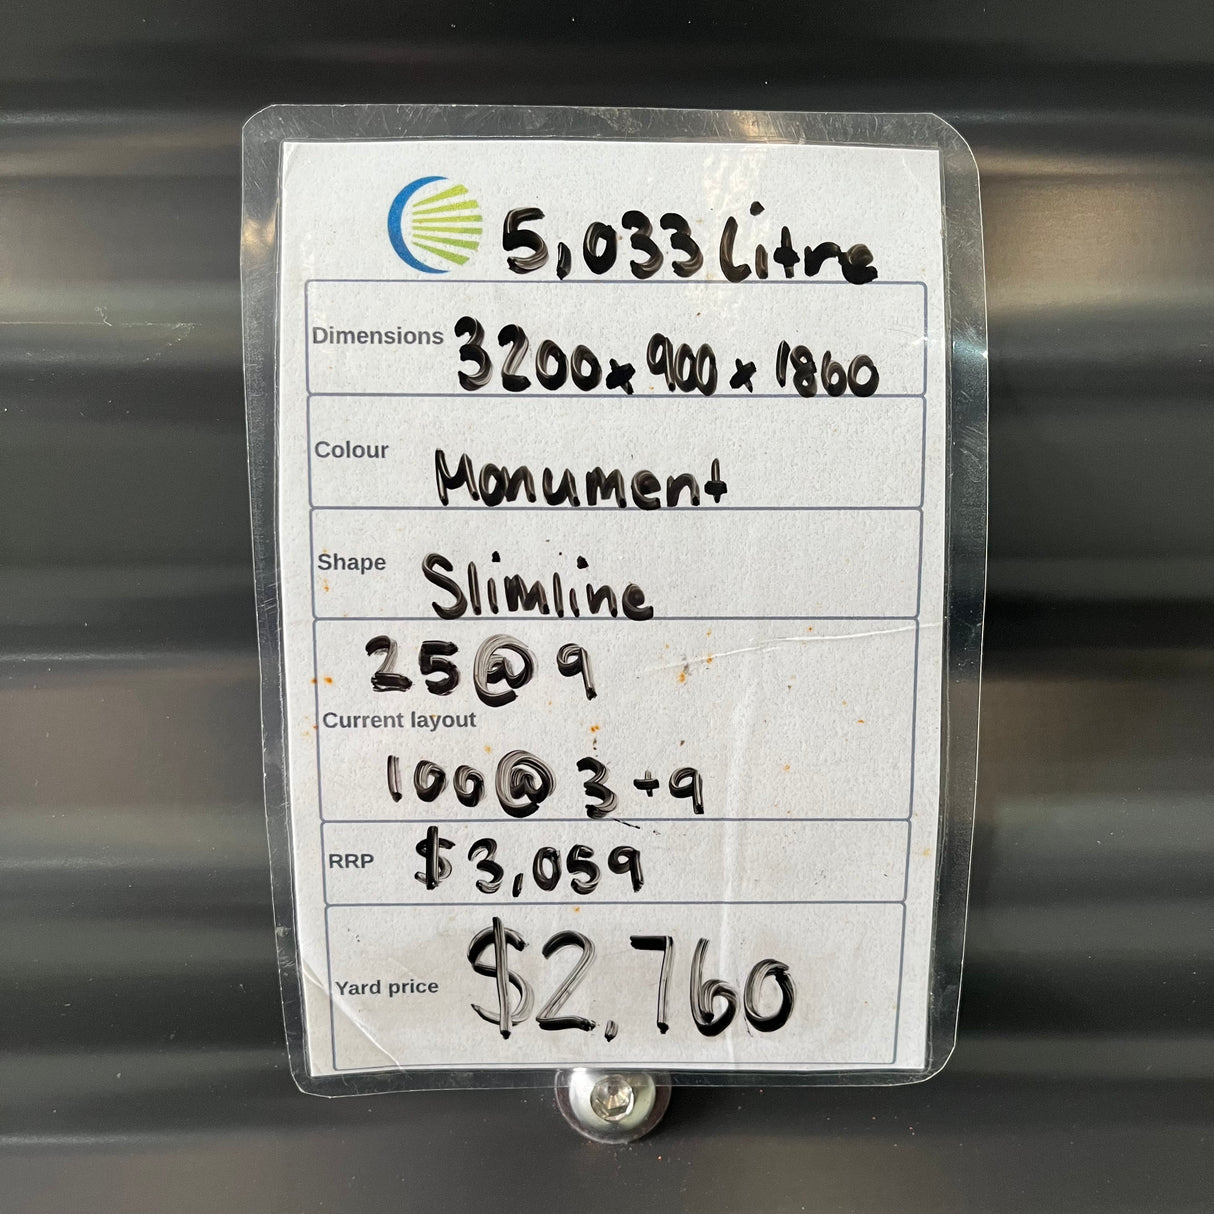 5,033 Litre
Dimensions 3200 x 900 x 1860
Colour Monument
Shape Slimline
25 @ 9
Current layout
100 @ 3 + 9
RRP $3,059
Yard price $2,760